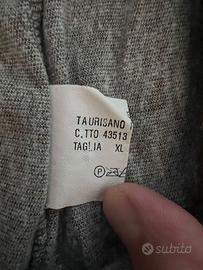 TAURISANO
C.TTO 43513
TAGLIA XL
P
subito